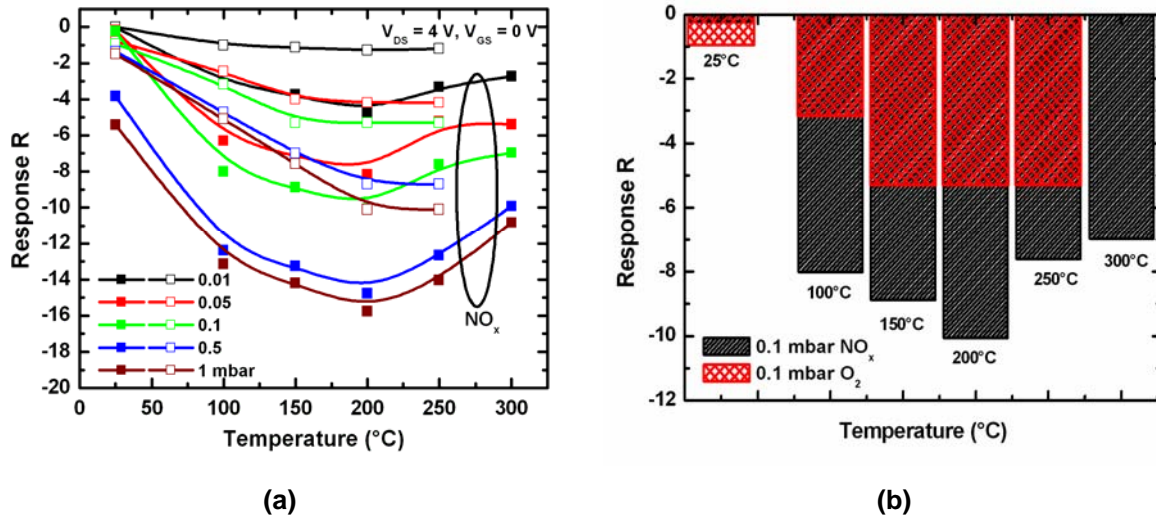 V_DS = 4 V, V_GS = 0 V
0
-2
-4
-6
-8
-10
-12
-14
-16
-18
-20
Response R
0.01
0.05
0.1
0.5
1 mbar
NO_x
0 50 100 150 200 250 300
Temperature (°C)
(a)
0
-2
-4
-6
-8
-10
-12
Response R
25°C
100°C
150°C
200°C
250°C
300°C
0.1 mbar NO_x
0.1 mbar O_2
Temperature (°C)
(b)